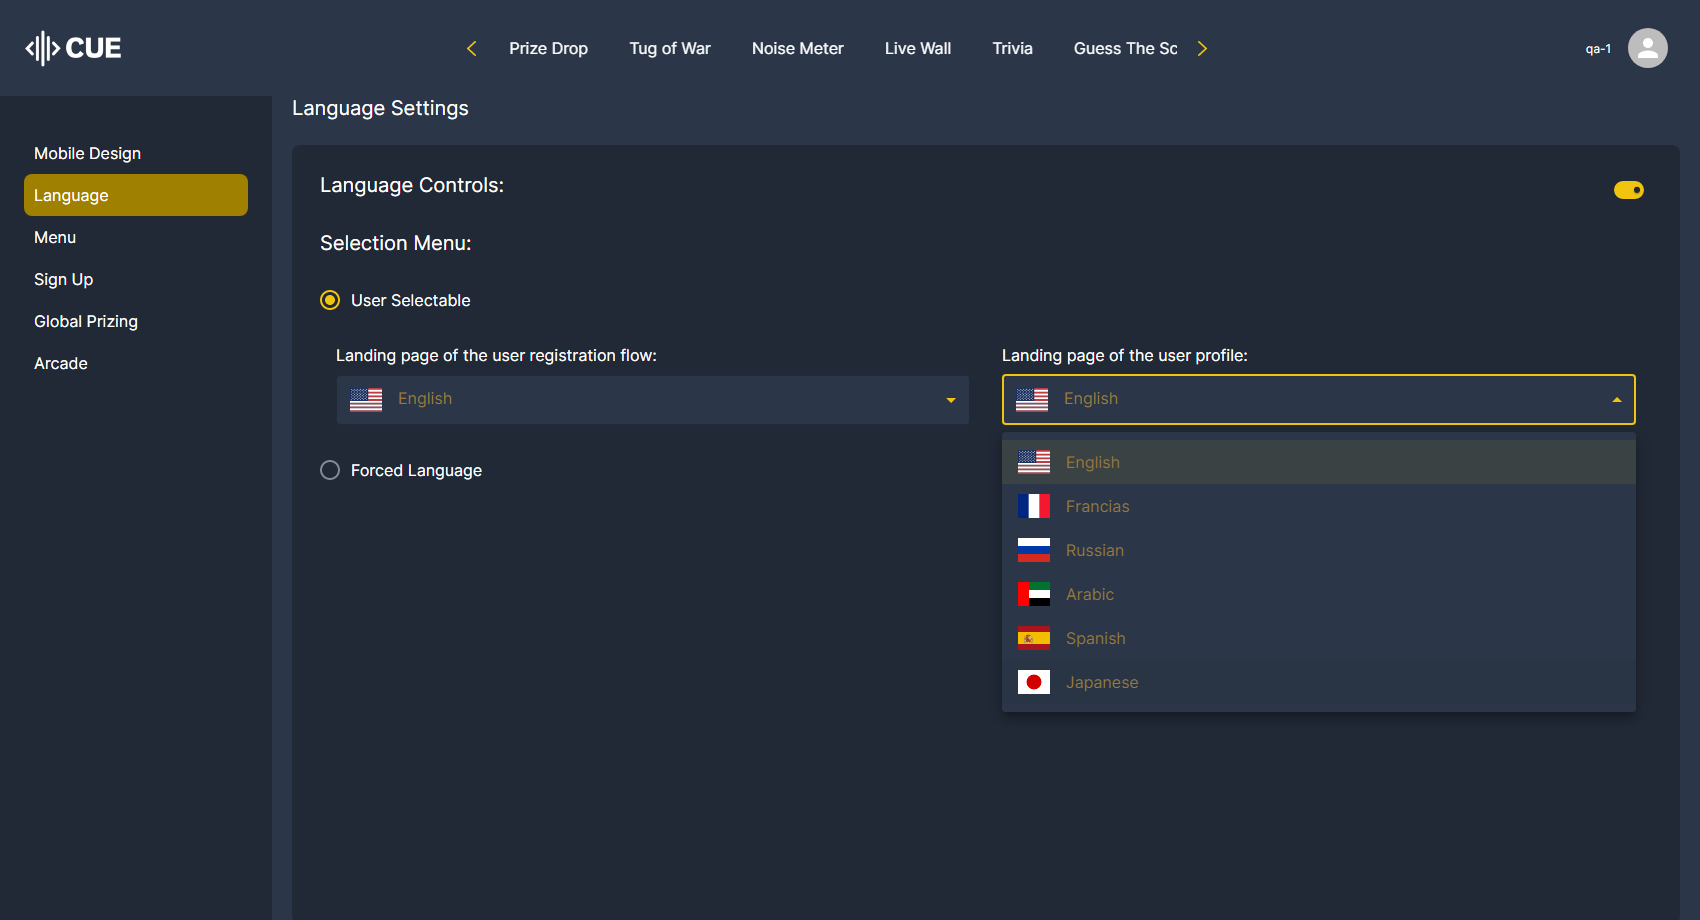 CUE
Prize Drop
Tug of War
Noise Meter
Live Wall
Trivia
Guess The Sc
qa-1
Mobile Design
Language
Menu
Sign Up
Global Prizing
Arcade
Language Settings
Language Controls:
Selection Menu:
User Selectable
Landing page of the user registration flow:
English
Forced Language
Landing page of the user profile:
English
English
Francias
Russian
Arabic
Spanish
Japanese